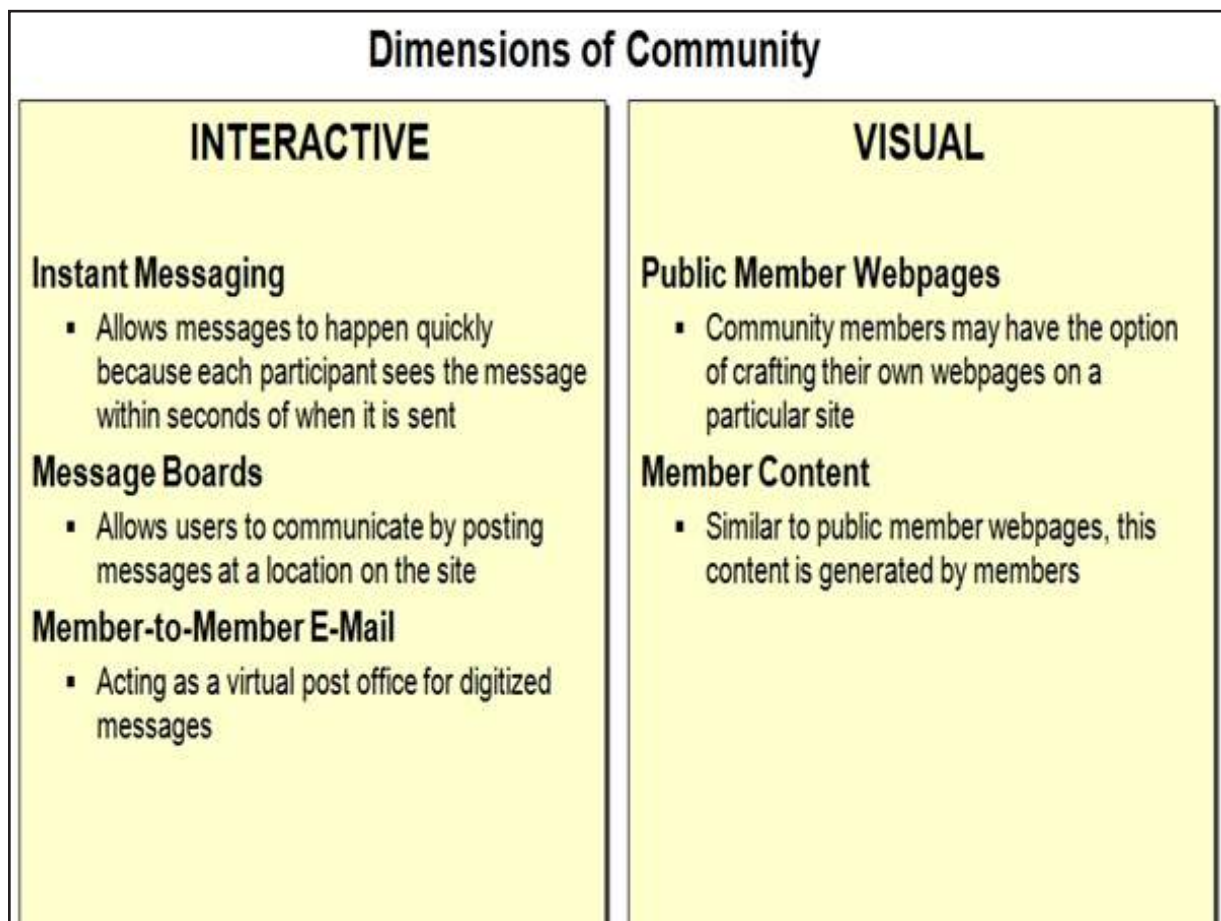 Dimensions of Community
INTERACTIVE
Instant Messaging
▪ Allows messages to happen quickly
because each participant sees the message
within seconds of when it is sent
Message Boards
▪ Allows users to communicate by posting
messages at a location on the site
Member-to-Member E-Mail
▪ Acting as a virtual post office for digitized
messages
VISUAL
Public Member Webpages
▪ Community members may have the option
of crafting their own webpages on a
particular site
Member Content
▪ Similar to public member webpages, this
content is generated by members